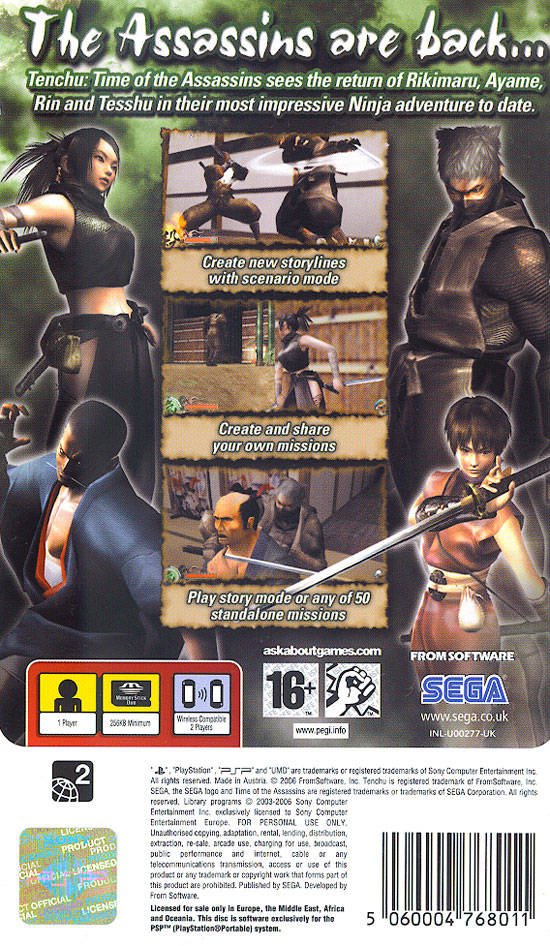 The Assassins are back...
Tenchu: Time of the Assassins sees the return of Rikimaru, Ayame,
Rin and Tesshu in their most impressive Ninja adventure to date.
Create new storylines
with scenario mode
Create and share
your own missions
Play story mode or any of 50
standalone missions
askaboutgames.com
16+
www.pegi.info
FROMSOFTWARE
SEGA
www.sega.co.uk
INL-U00277-UK
1 Player
MEMORY STICK
DUO
256KB Minimum
Wireless Compatible
2 Players
2
", "PlayStation", "PSP" and "UMD" are trademarks or registered trademarks of Sony Computer Entertainment Inc.
All rights reserved. Made in Austria. © 2006 FromSoftware, Inc. Tenchu is registered trademark of FromSoftware, Inc.
SEGA, the SEGA logo and Time of the Assassins are registered trademarks or trademarks of SEGA Corporation. All rights
reserved. Library programs © 2003-2006 Sony Computer
Entertainment Inc. exclusively licensed to Sony Computer
Entertainment Europe. FOR PERSONAL USE ONLY.
Unauthorised copying, adaptation, rental, lending, distribution,
extraction, re-sale, arcade use, charging for use, broadcast,
public performance and internet, cable or any
telecommunications transmission, access or use of this
product or any trademark or copyright work that forms part of
this product are prohibited. Published by SEGA. Developed by
From Software.
Licensed for sale only in Europe, the Middle East, Africa
and Oceania. This disc is software exclusively for the
PSP™ (PlayStation®Portable) system.
5 060004 768011